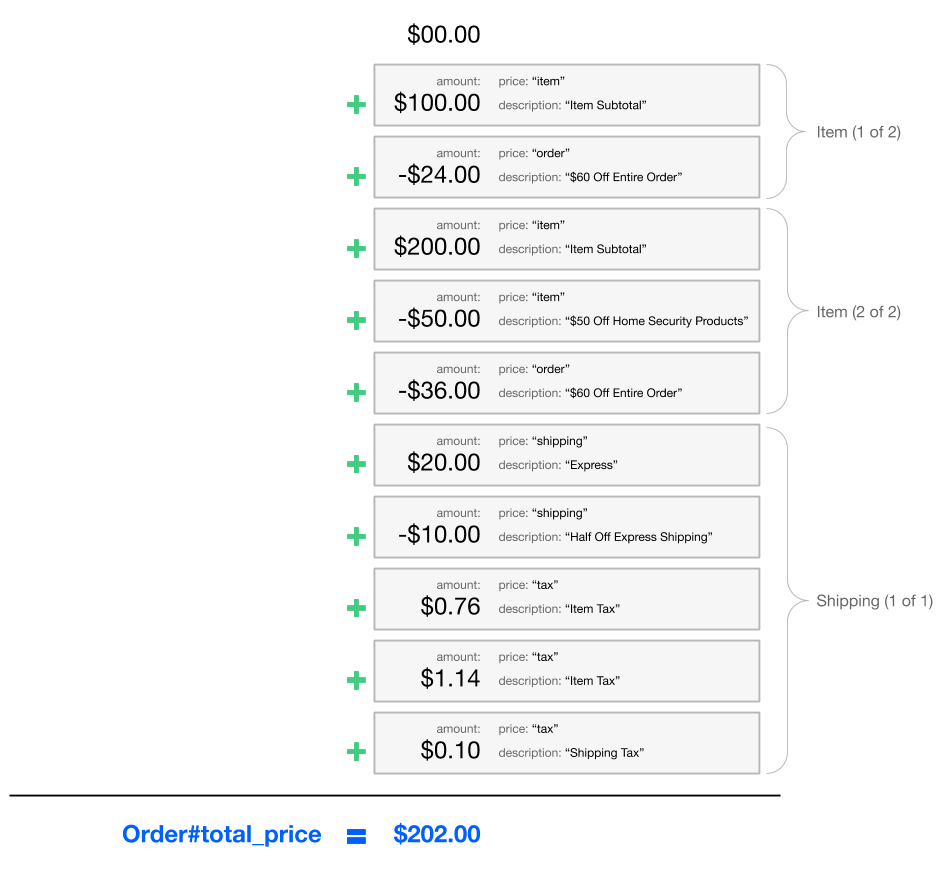 $00.00
amount: price: “item”
$100.00 description: “Item Subtotal”
Item (1 of 2)
amount: price: “order”
-$24.00 description: “$60 Off Entire Order”
amount: price: “item”
$200.00 description: “Item Subtotal”
amount: price: “item”
-$50.00 description: “$50 Off Home Security Products”
Item (2 of 2)
amount: price: “order”
-$36.00 description: “$60 Off Entire Order”
amount: price: “shipping”
$20.00 description: “Express”
amount: price: “shipping”
-$10.00 description: “Half Off Express Shipping”
amount: price: “tax”
$0.76 description: “Item Tax”
Shipping (1 of 1)
amount: price: “tax”
$1.14 description: “Item Tax”
amount: price: “tax”
$0.10 description: “Shipping Tax”
Order#total_price = $202.00